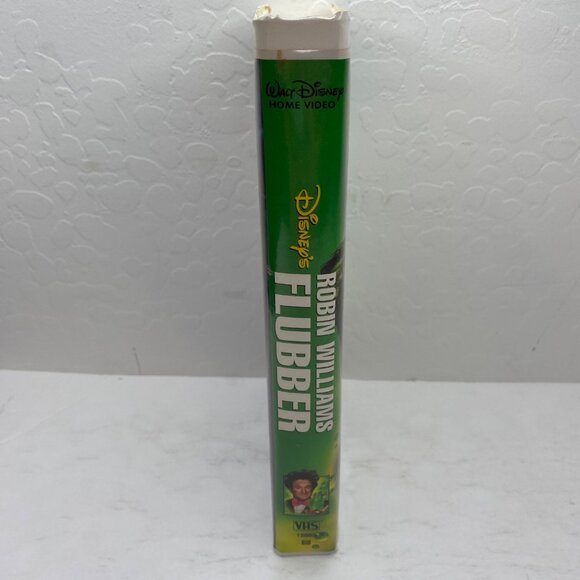 Walt Disney
HOME VIDEO
Disney's
ROBIN WILLIAMS
FLUBBER
VHS